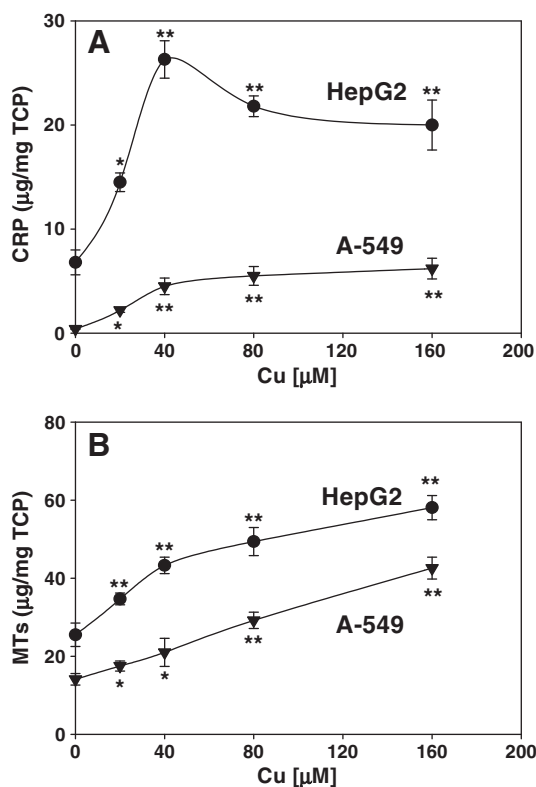 A
CRP (µg/mg TCP)
30
20
10
0
**
**
**
*
HepG2
A-549
*
**
**
**
0 40 80 120 160 200
Cu [µM]
B
MTs (µg/mg TCP)
80
60
40
20
0
**
**
**
**
HepG2
A-549
*
*
**
**
0 40 80 120 160 200
Cu [µM]